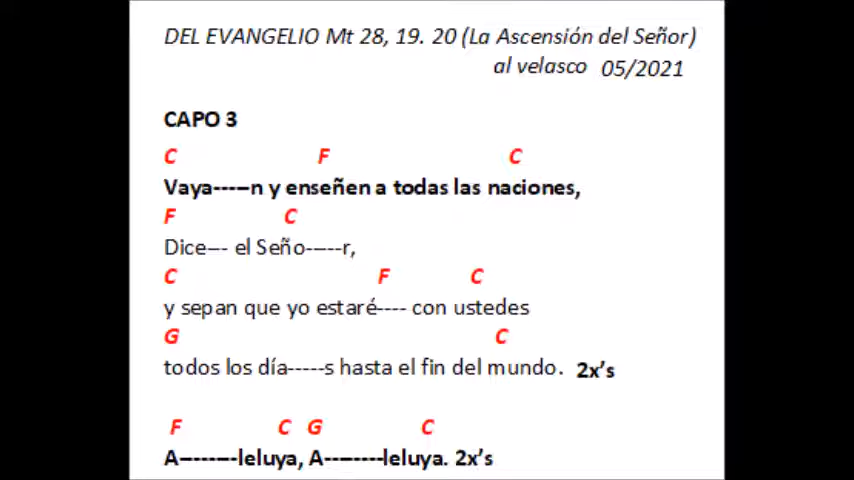 DEL EVANGELIO Mt 28, 19. 20 (La Ascensión del Señor)
al velasco 05/2021
CAPO 3
C F C
Vaya-----n y enseñen a todas las naciones,
F C
Dice--- el Seño-----r,
C F C
y sepan que yo estaré---- con ustedes
G C
todos los día-----s hasta el fin del mundo. 2x's
F C G C
A--------leluya, A--------leluya. 2x's